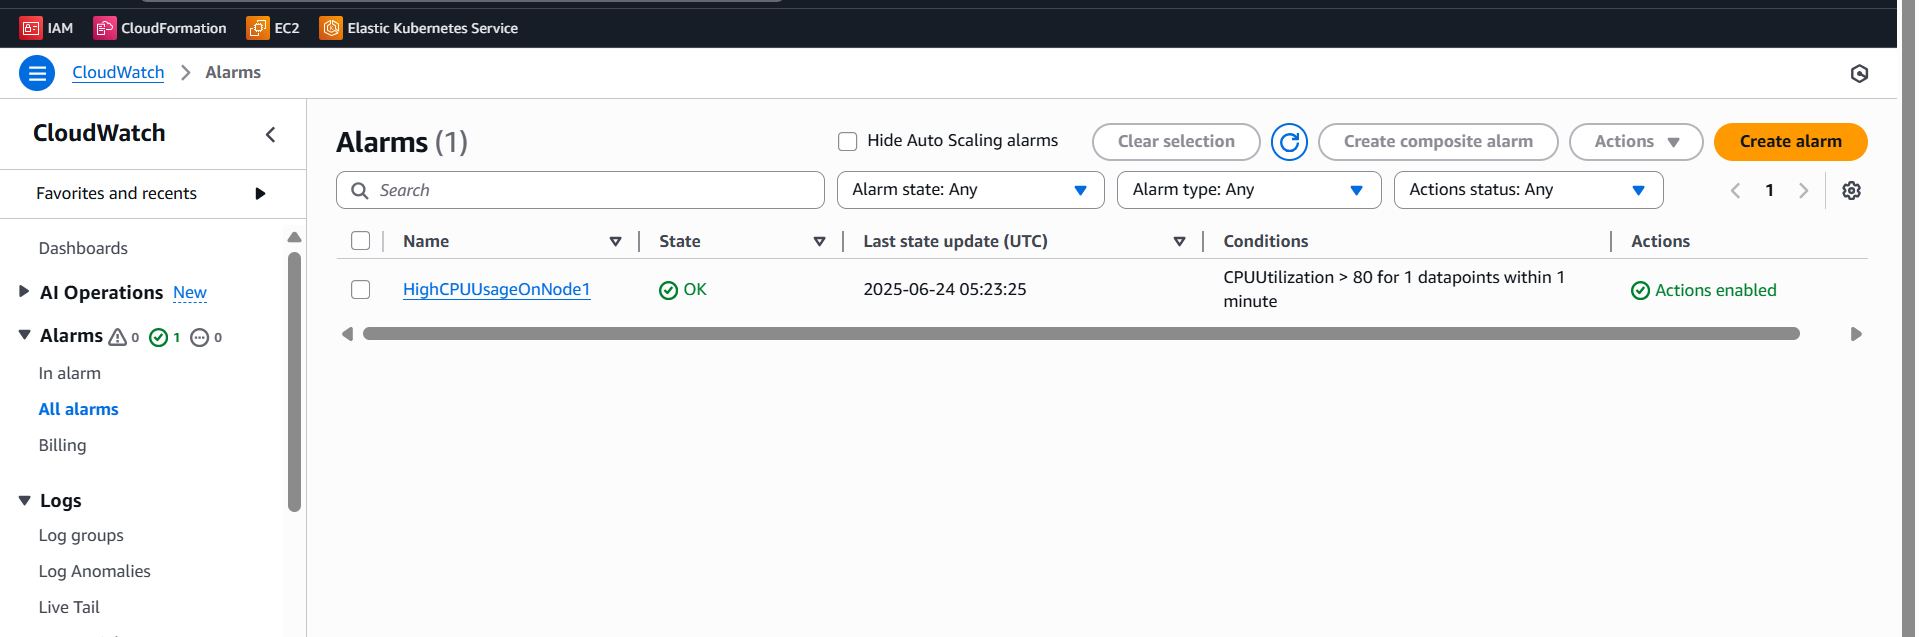 IAM CloudFormation EC2 Elastic Kubernetes Service
CloudWatch Alarms
CloudWatch
Favorites and recents
Dashboards
AI Operations New
Alarms 0 1 0
In alarm
All alarms
Billing
Logs
Log groups
Log Anomalies
Live Tail
Alarms (1)
Hide Auto Scaling alarms
Clear selection
Create composite alarm
Actions
Create alarm
Search
Alarm state: Any
Alarm type: Any
Actions status: Any
1
Name State Last state update (UTC) Conditions Actions
HighCPUUsageOnNode1 OK 2025-06-24 05:23:25 CPUUtilization > 80 for 1 datapoints within 1
minute
Actions enabled